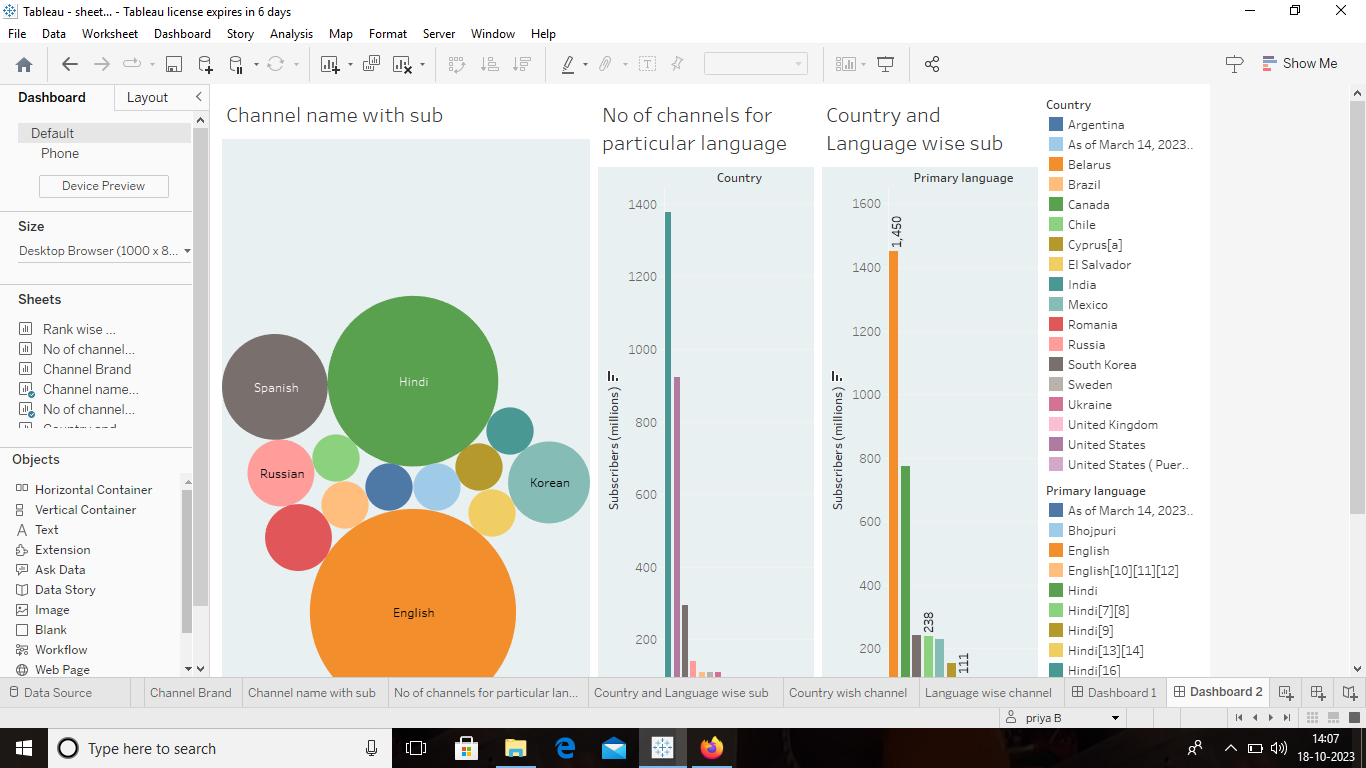 Tableau - sheet... - Tableau license expires in 6 days
File Data Worksheet Dashboard Story Analysis Map Format Server Window Help
Show Me
Dashboard Layout
Default
Phone
Device Preview
Size
Desktop Browser (1000 x 8...
Sheets
Rank wise ...
No of channel...
Channel Brand
Channel name...
No of channel...
Objects
Horizontal Container
Vertical Container
Text
Extension
Ask Data
Data Story
Image
Blank
Workflow
Web Page
Channel name with sub
Spanish
Hindi
Russian
Korean
English
No of channels for
particular language
Country
1400
1200
1000
800
600
400
200
Subscribers (millions)
Country and
Language wise sub
Primary language
1600
1400
1200
1000
800
600
400
200
Subscribers (millions)
1,450
238
111
Country
Argentina
As of March 14, 2023..
Belarus
Brazil
Canada
Chile
Cyprus[a]
El Salvador
India
Mexico
Romania
Russia
South Korea
Sweden
Ukraine
United Kingdom
United States
United States ( Puer..
Primary language
As of March 14, 2023..
Bhojpuri
English
English[10][11][12]
Hindi
Hindi[7][8]
Hindi[9]
Hindi[13][14]
Hindi[16]
Data Source Channel Brand Channel name with sub No of channels for particular lan... Country and Language wise sub Country wish channel Language wise channel Dashboard 1 Dashboard 2
priya B
Type here to search
14:07
18-10-2023